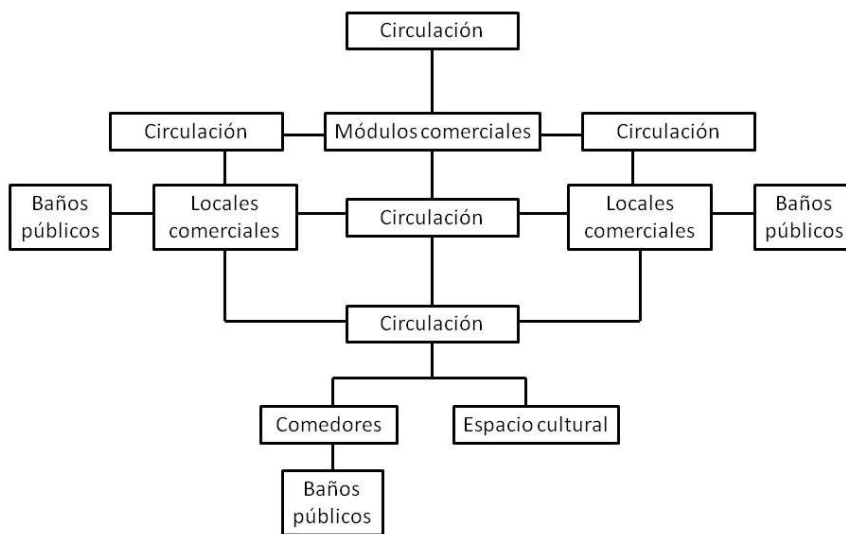 Circulación
Circulación
Módulos comerciales
Circulación
Baños
públicos
Locales
comerciales
Circulación
Locales
comerciales
Baños
públicos
Circulación
Comedores
Espacio cultural
Baños
públicos